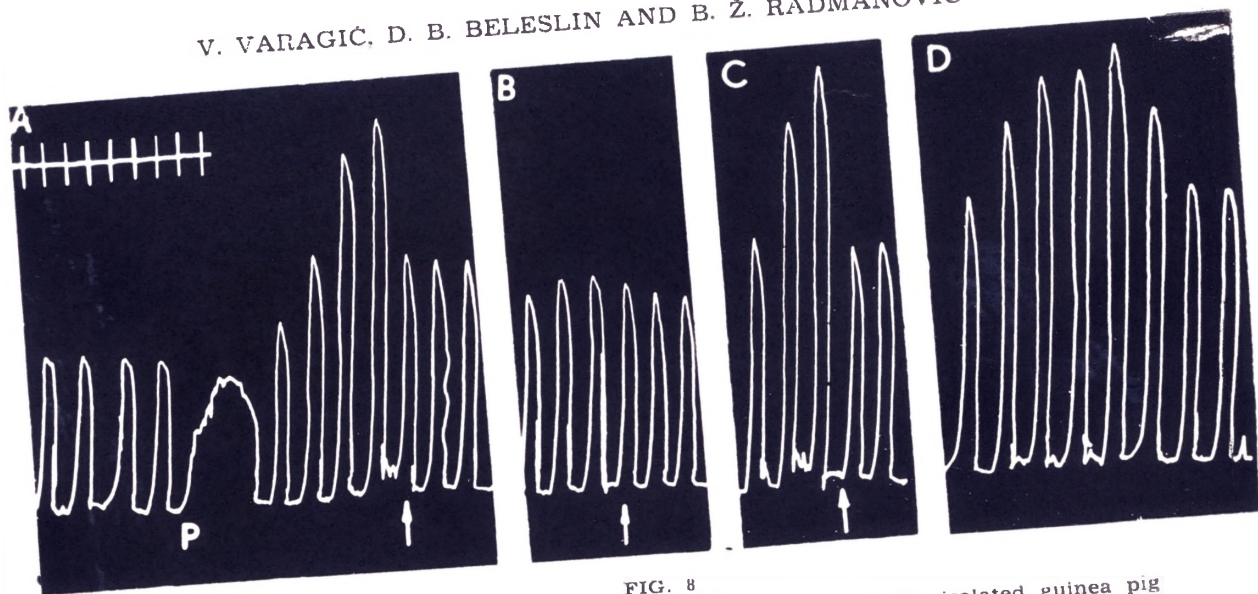 V. VARAGIĆ, D. B. BELESLIN AND B. Ž. RADMANOVIĆ
A
B
C
D
P
FIG. 8
isolated guinea pig